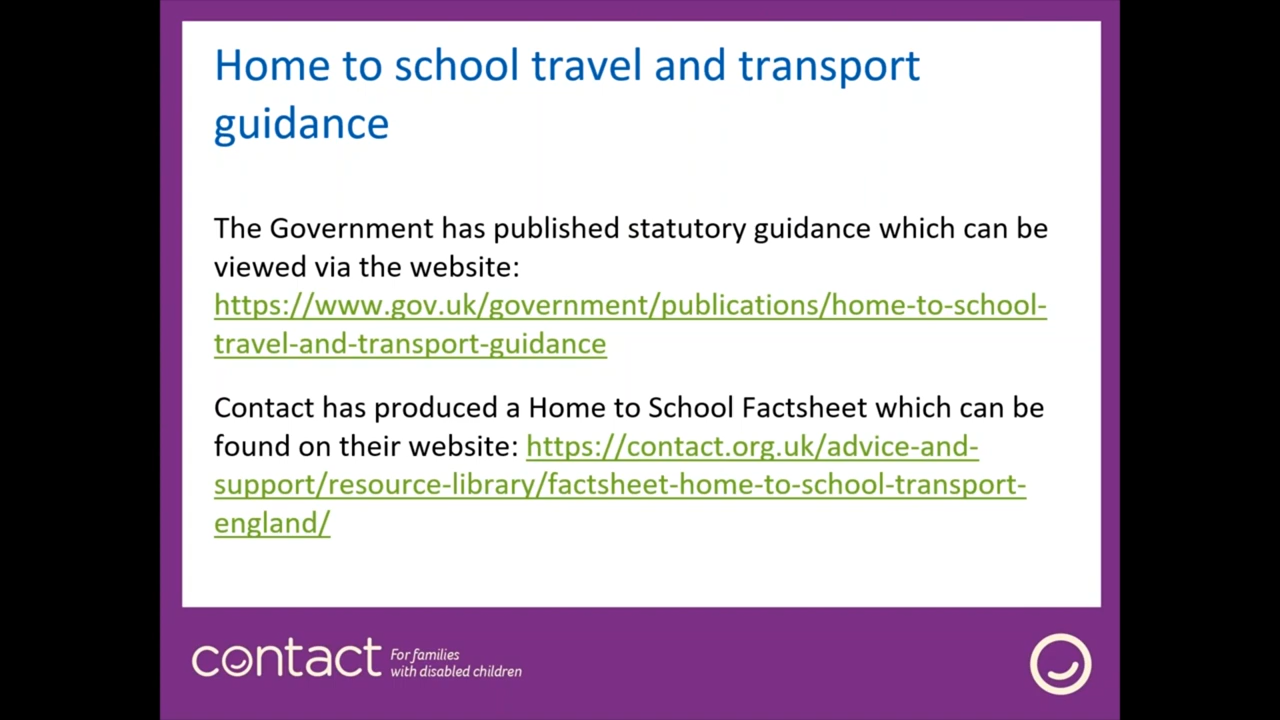 Home to school travel and transport
guidance
The Government has published statutory guidance which can be
viewed via the website:
https://www.gov.uk/government/publications/home-to-school-
travel-and-transport-guidance
Contact has produced a Home to School Factsheet which can be
found on their website: https://contact.org.uk/advice-and-
support/resource-library/factsheet-home-to-school-transport-
england/
contact
For families
with disabled children